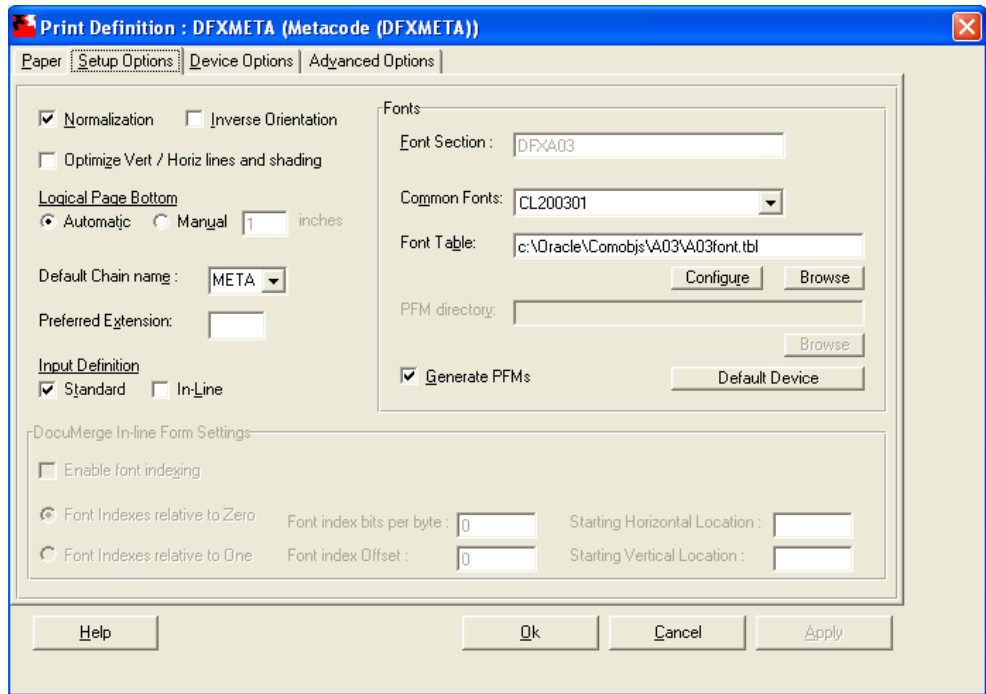 Print Definition : DFXMETA (Metacode (DFXMETA))
Paper Setup Options Device Options Advanced Options
Normalization Inverse Orientation
Optimize Vert / Horiz lines and shading
Logical Page Bottom
Automatic Manual 1 inches
Default Chain name : META
Preferred Extension:
Input Definition
Standard In-Line
Fonts
Font Section : DFXA03
Common Fonts: CL200301
Font Table: c:\Oracle\Comobjs\A03\A03font.tbl
Configure Browse
PFM directory:
Browse
Generate PFMs Default Device
DocuMerge In-line Form Settings
Enable font indexing
Font Indexes relative to Zero Font index bits per byte : 0 Starting Horizontal Location :
Font Indexes relative to One Font index Offset : 0 Starting Vertical Location :
Help Ok Cancel Apply